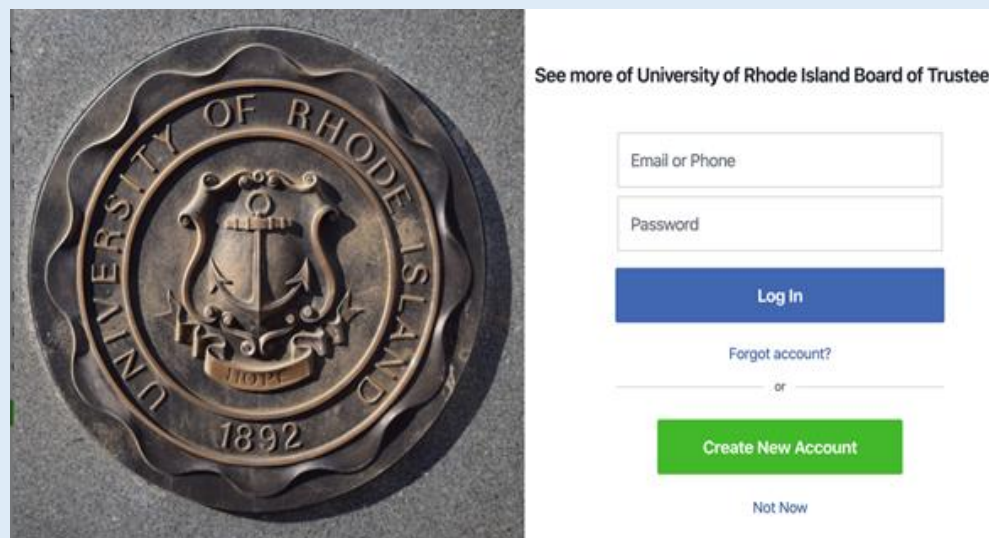 UNIVERSITY OF RHODE ISLAND
HOPE
1892
See more of University of Rhode Island Board of Trustee
Email or Phone
Password
Log In
Forgot account?
or
Create New Account
Not Now